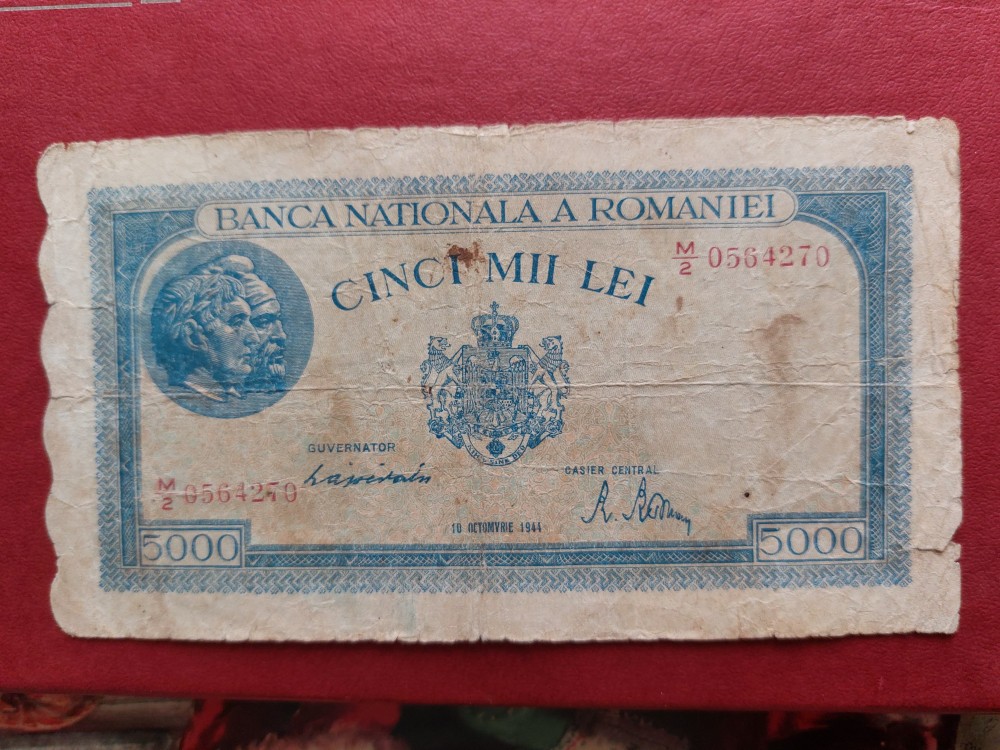 BANCA NATIONALA A ROMANIEI
CINCI MII LEI
M/2 0564270
GUVERNATOR
CASIER CENTRAL
M/2 0564270
10 OCTOMVRIE 1944
5000
5000